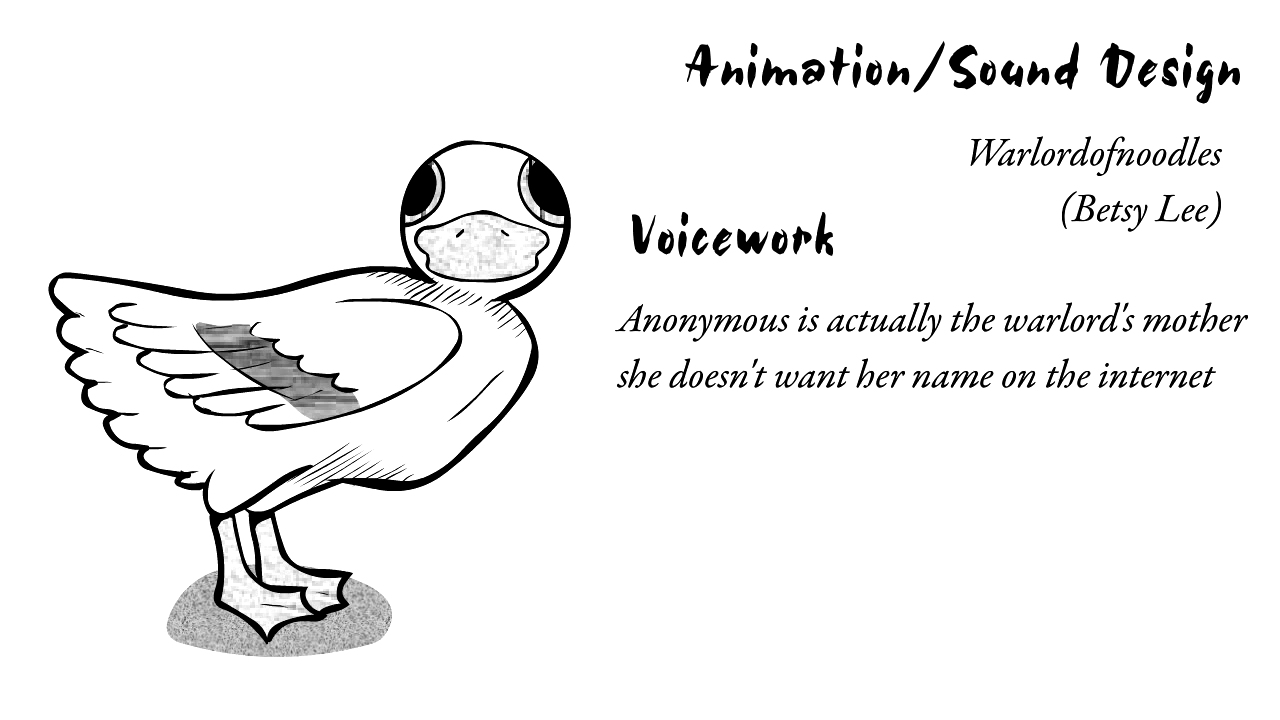 Animation/Sound Design
Warlordofnoodles
(Betsy Lee)
Voicework
Anonymous is actually the warlord's mother
she doesn't want her name on the internet